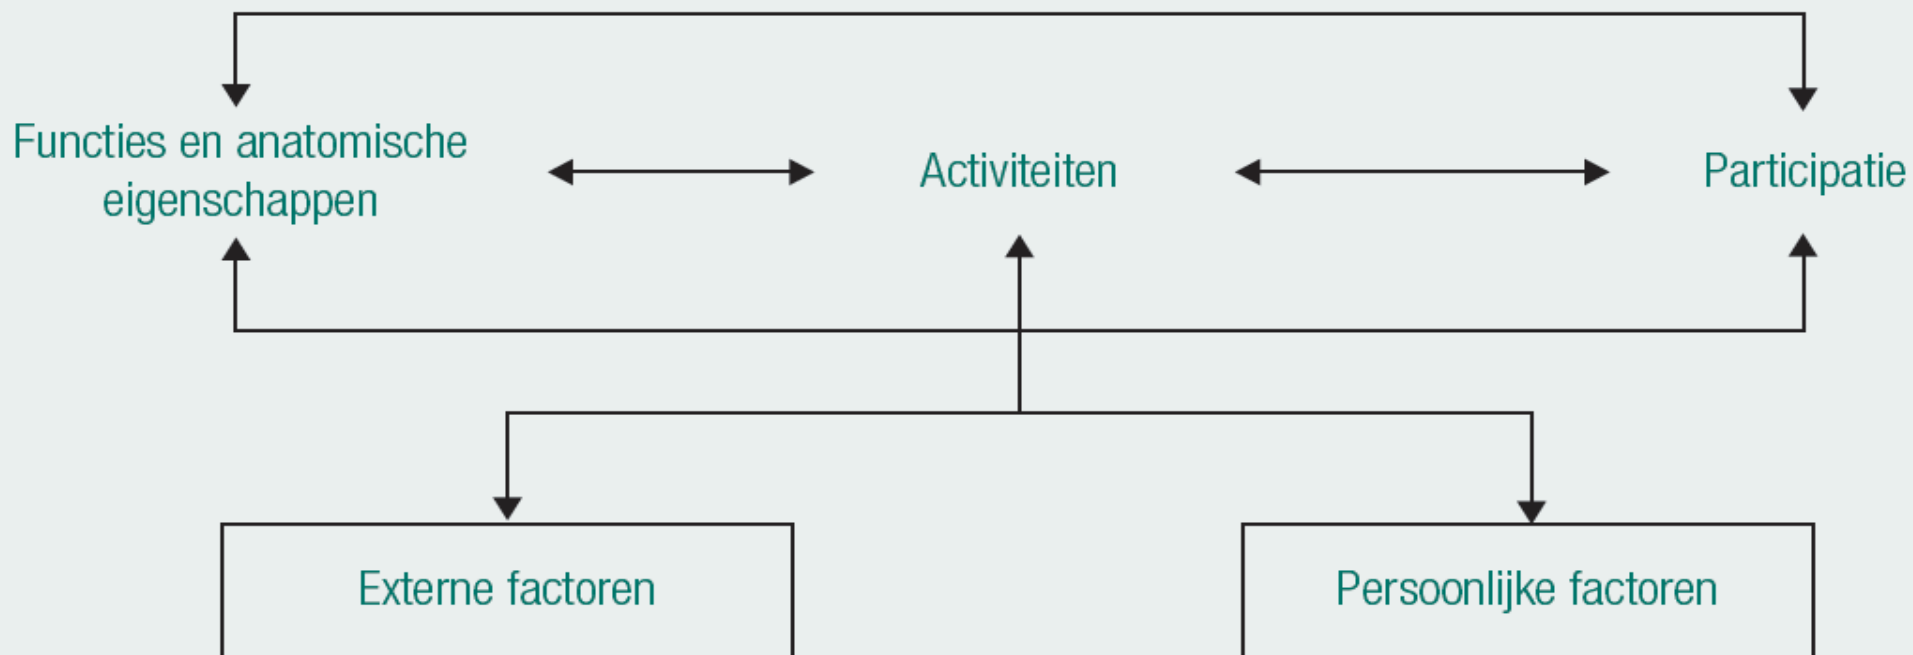 Functies en anatomische
eigenschappen
Activiteiten
Participatie
Externe factoren
Persoonlijke factoren